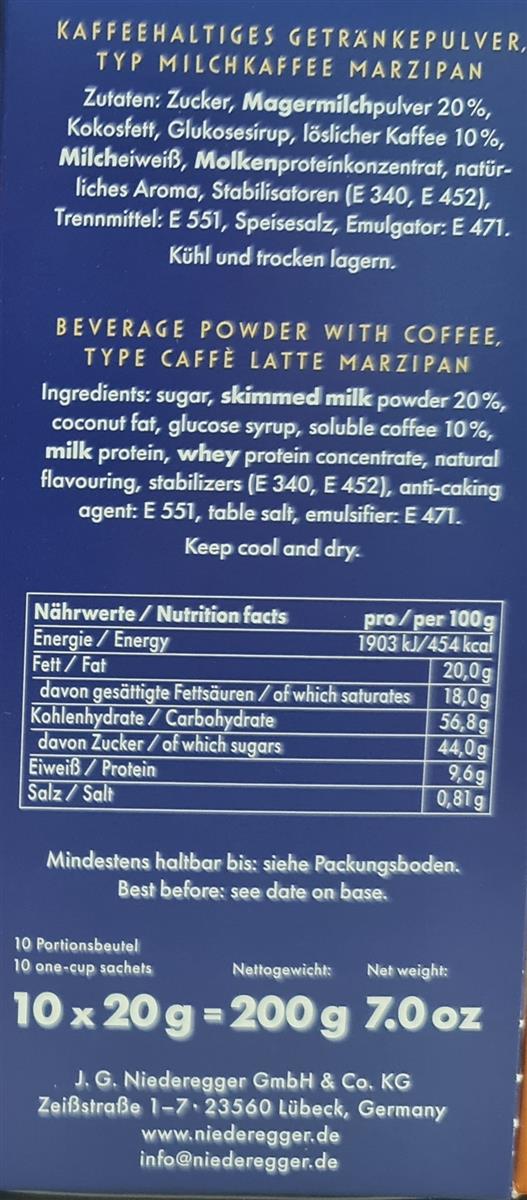 KAFFEEHALTIGES GETRÄNKEPULVER,
TYP MILCHKAFFEE MARZIPAN
Zutaten: Zucker, Magermilchpulver 20%,
Kokosfett, Glukosesirup, löslicher Kaffee 10%,
Milcheiweiß, Molkenproteinkonzentrat, natür-
liches Aroma, Stabilisatoren (E 340, E 452),
Trennmittel: E 551, Speisesalz, Emulgator: E 471.
Kühl und trocken lagern.
BEVERAGE POWDER WITH COFFEE,
TYPE CAFFÈ LATTE MARZIPAN
Ingredients: sugar, skimmed milk powder 20%,
coconut fat, glucose syrup, soluble coffee 10%,
milk protein, whey protein concentrate, natural
flavouring, stabilizers (E 340, E 452), anti-caking
agent: E 551, table salt, emulsifier: E 471.
Keep cool and dry.
Nährwerte / Nutrition facts pro/per 100g
Energie / Energy 1903 kJ/454 kcal
Fett / Fat 20,0g
davon gesättigte Fettsäuren / of which saturates 18,0g
Kohlenhydrate / Carbohydrate 56,8g
davon Zucker / of which sugars 44,0g
Eiweiß / Protein 9,6g
Salz / Salt 0,81g
Mindestens haltbar bis: siehe Packungsboden.
Best before: see date on base.
10 Portionsbeutel
10 one-cup sachets Nettogewicht: Net weight:
10 x 20 g = 200 g 7.0 oz
J. G. Niederegger GmbH & Co. KG
Zeißstraße 1–7 · 23560 Lübeck, Germany
www.niederegger.de
info@niederegger.de